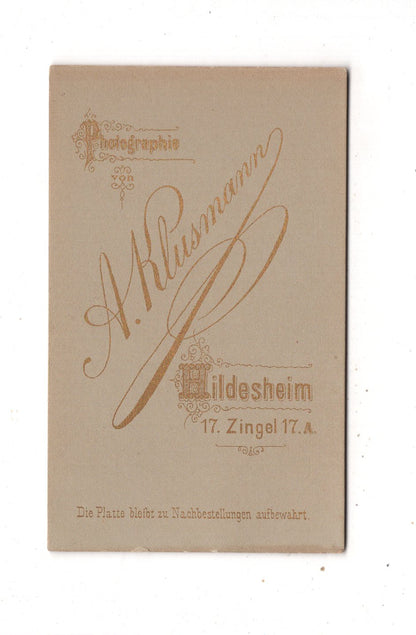 Photographie
von
A. Klusmann
Hildesheim
17. Zingel 17. A.
Die Platte bleibt zu Nachbestellungen aufbewahrt.